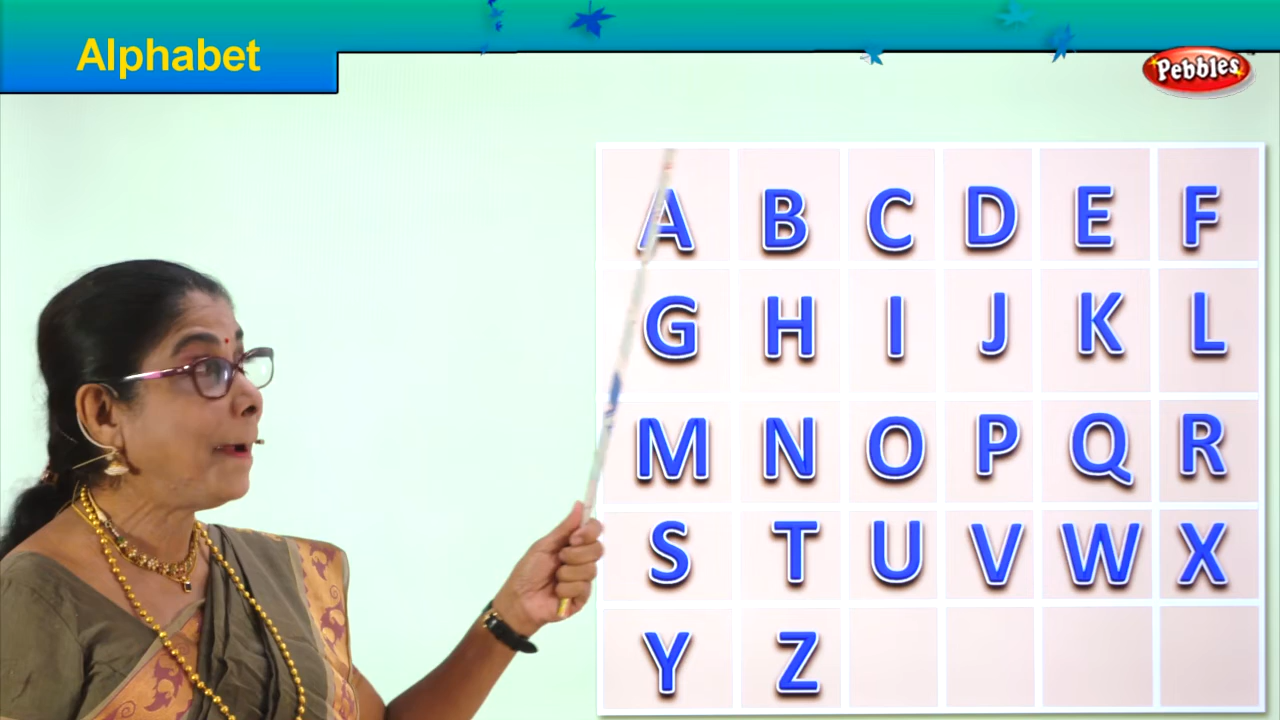 Alphabet
Pebbles
A B C D E F
G H I J K L
M N O P Q R
S T U V W X
Y Z